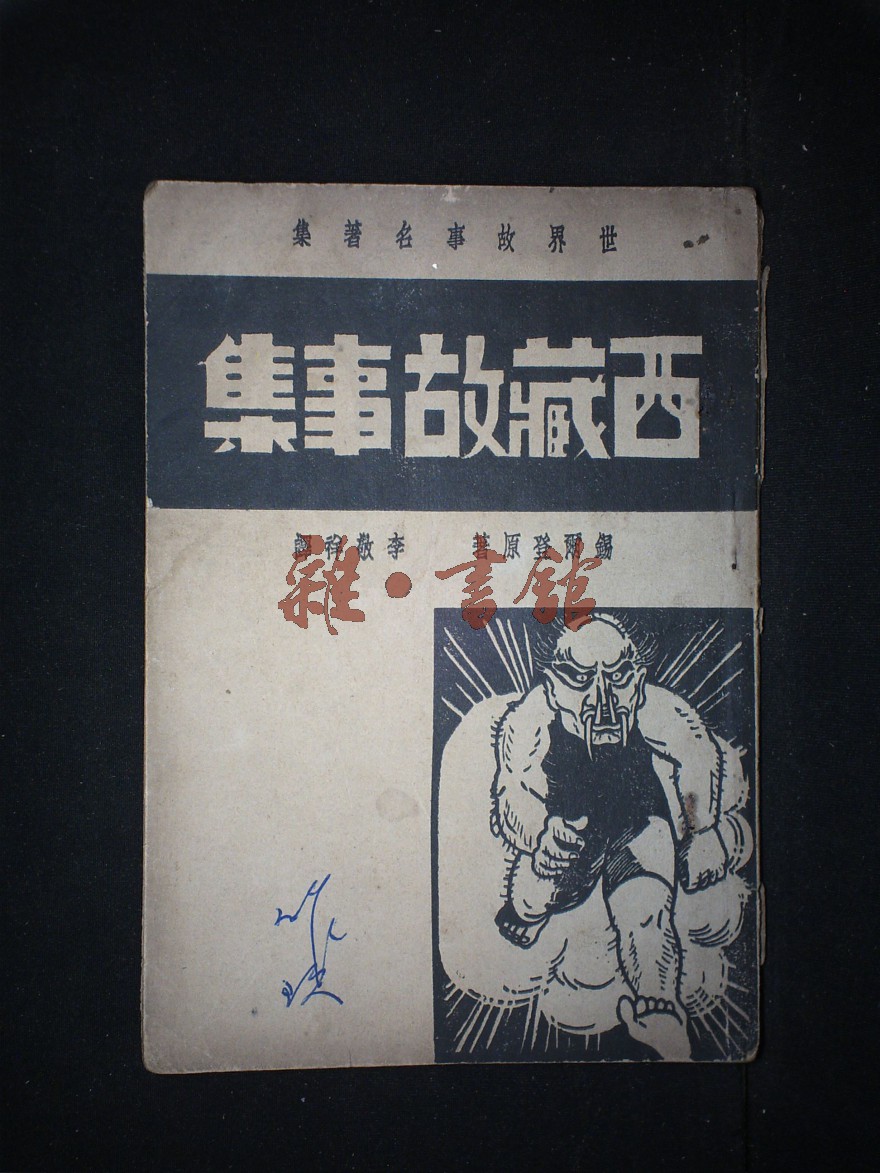 世界故事名著集
西藏故事集
錫爾登原著 李敬祥譯
雜·書館